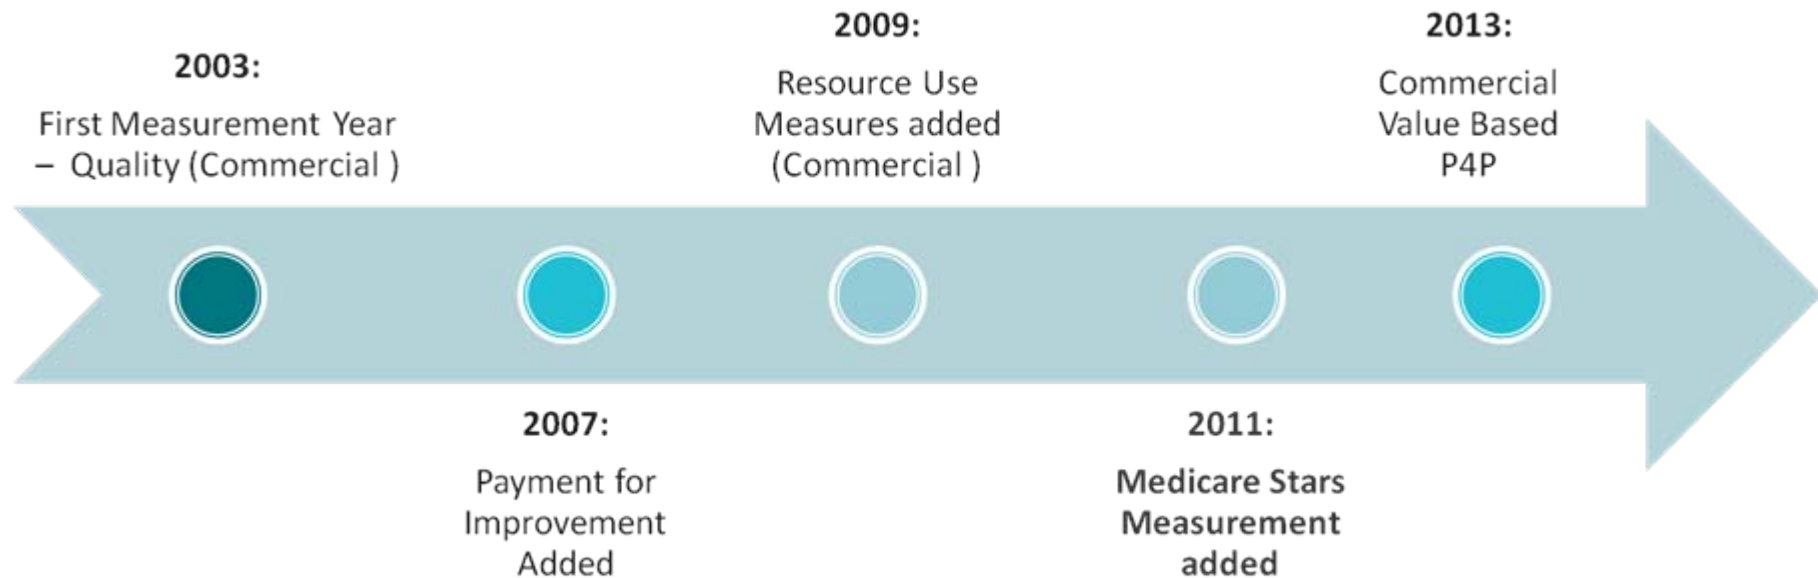 2003:
First Measurement Year
– Quality (Commercial )
2007:
Payment for
Improvement
Added
2009:
Resource Use
Measures added
(Commercial )
2011:
Medicare Stars
Measurement
added
2013:
Commercial
Value Based
P4P